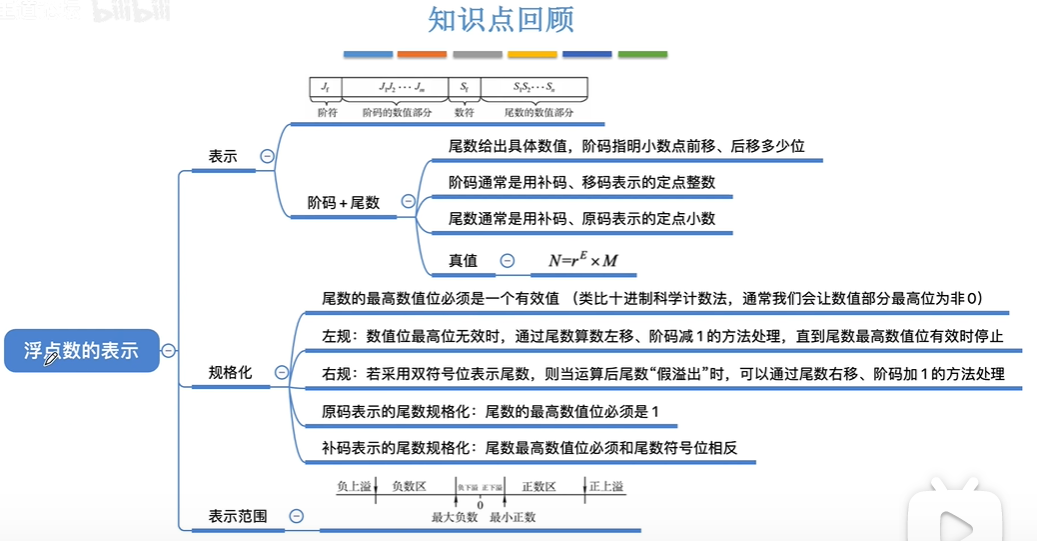 bilibili
知识点回顾
J_f J_1J_2 ··· J_m S_f S_1S_2 ··· S_n
阶符 阶码的数值部分 数符 尾数的数值部分
表示
阶码 + 尾数
尾数给出具体数值，阶码指明小数点前移、后移多少位
阶码通常是用补码、移码表示的定点整数
尾数通常是用补码、原码表示的定点小数
真值
N=r^E × M
浮点数的表示
规格化
尾数的最高数值位必须是一个有效值 （类比十进制科学计数法，通常我们会让数值部分最高位为非0）
左规：数值位最高位无效时，通过尾数算数左移、阶码减1的方法处理，直到尾数最高数值位有效时停止
右规：若采用双符号位表示尾数，则当运算后尾数“假溢出”时，可以通过尾数右移、阶码加1的方法处理
原码表示的尾数规格化：尾数的最高数值位必须是1
补码表示的尾数规格化：尾数最高数值位必须和尾数符号位相反
表示范围
负上溢 负数区 负下溢 正下溢 正数区 正上溢
0
最大负数 最小正数